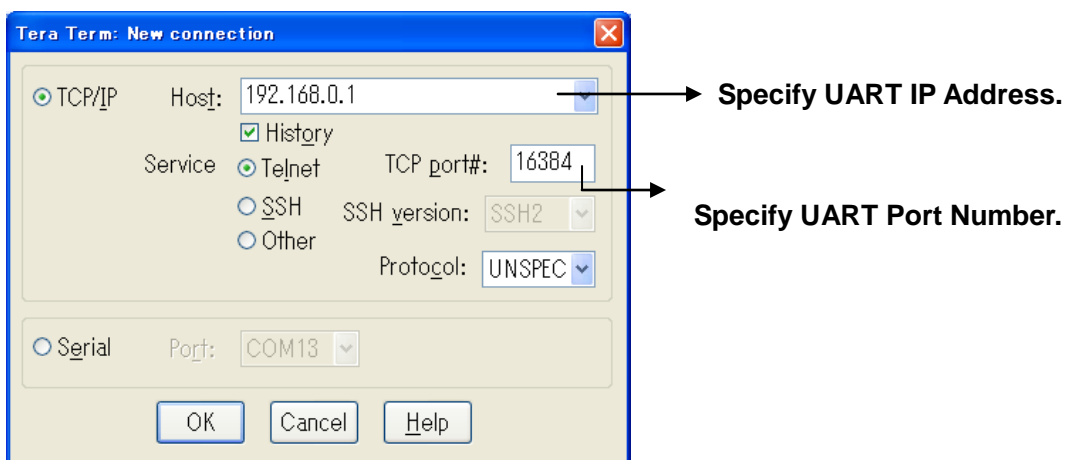 Tera Term: New connection
TCP/IP Host: 192.168.0.1
Specify UART IP Address.
History
Service Telnet TCP port#: 16384
SSH SSH version: SSH2
Specify UART Port Number.
Other
Protocol: UNSPEC
Serial Port: COM13
OK Cancel Help